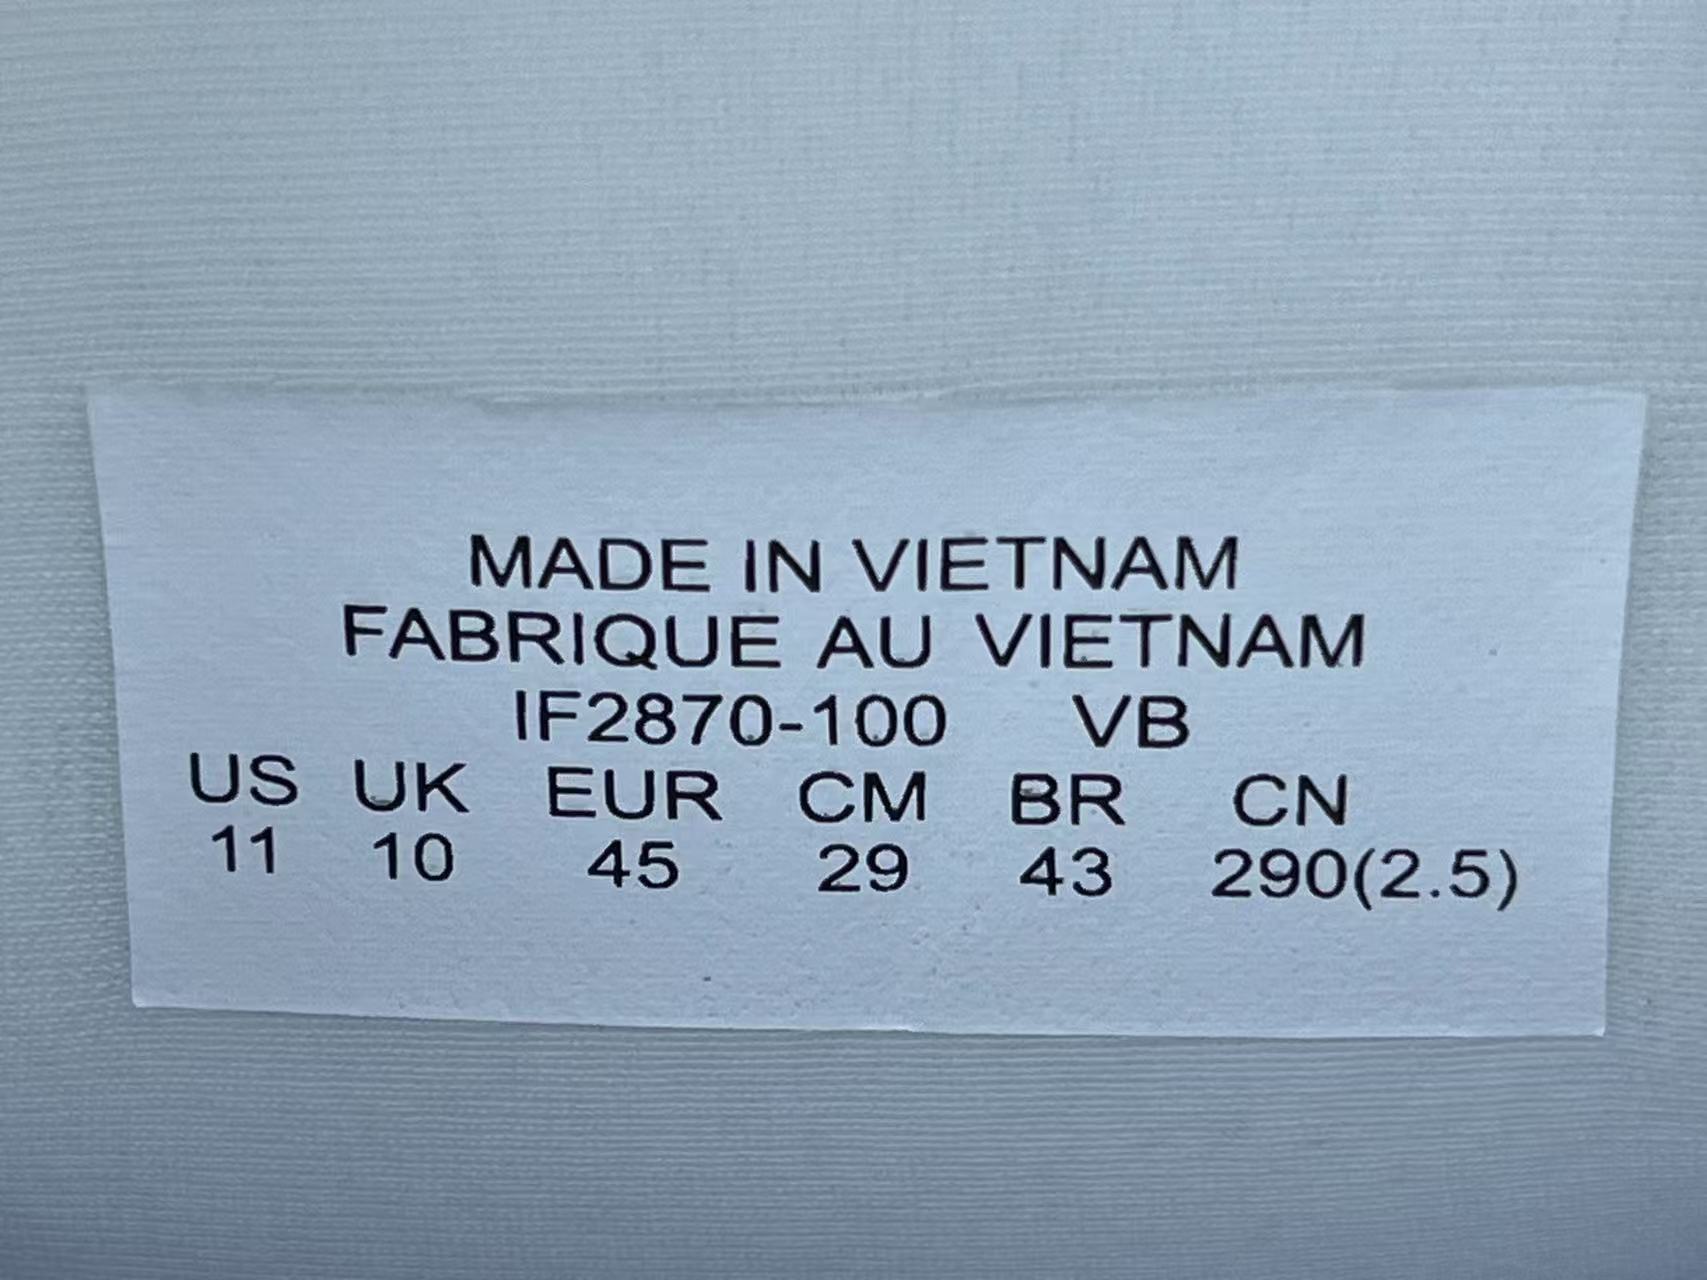 MADE IN VIETNAM
FABRIQUE AU VIETNAM
IF2870-100 VB
US UK EUR CM BR CN
11 10 45 29 43 290(2.5)